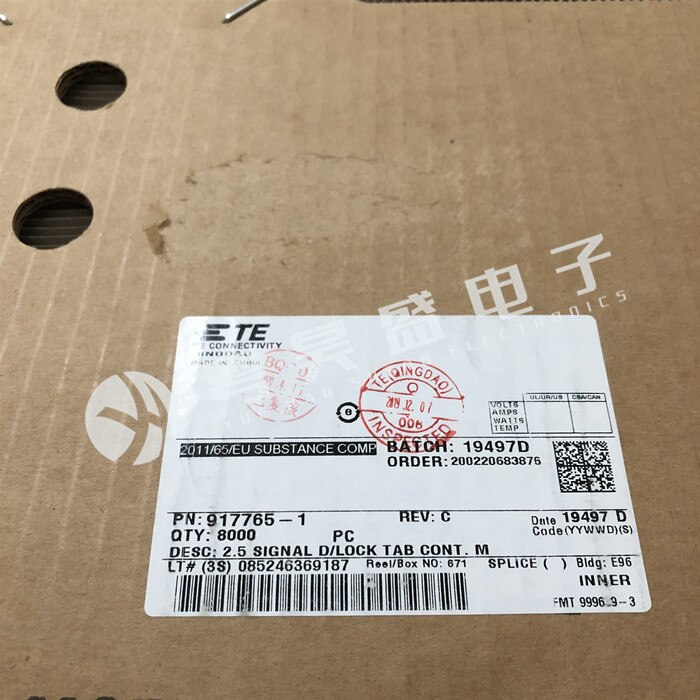 TE
TE CONNECTIVITY
QINGDAO
MADE IN CHINA
TE QINGDAO
2019.12.07
006
INSPECTED
VOLTS
AMPS
WATTS
TEMP
UL/UR/US
CSA/CAN
2011/65/EU SUBSTANCE COMP
BATCH: 19497D
ORDER: 200220683876
PN: 917765-1
REV: C
Date 19497 D
QTY: 8000 PC
Code (YYWWD)(S)
DESC: 2.5 SIGNAL D/LOCK TAB CONT. M
LT# (3S) 085246369187 Reel/Box NO: 671 SPLICE ( ) Bldg: E96
INNER
昊盛电子
ELECTRONICS